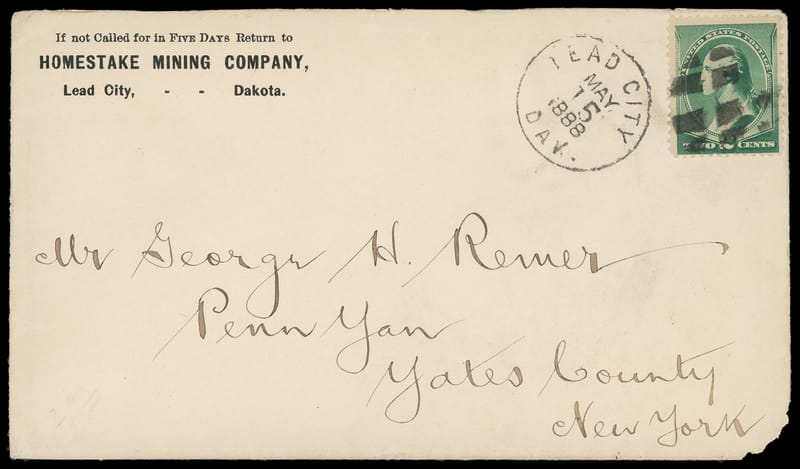 If not Called for in FIVE DAYS Return to
HOMESTAKE MINING COMPANY,
Lead City, - - Dakota.
LEAD CITY
MAY
15
1888
DAK.
UNITED STATES POSTAGE
TWO 2 CENTS
Mr George H. Remer
Penn Yan
Yates County
New York